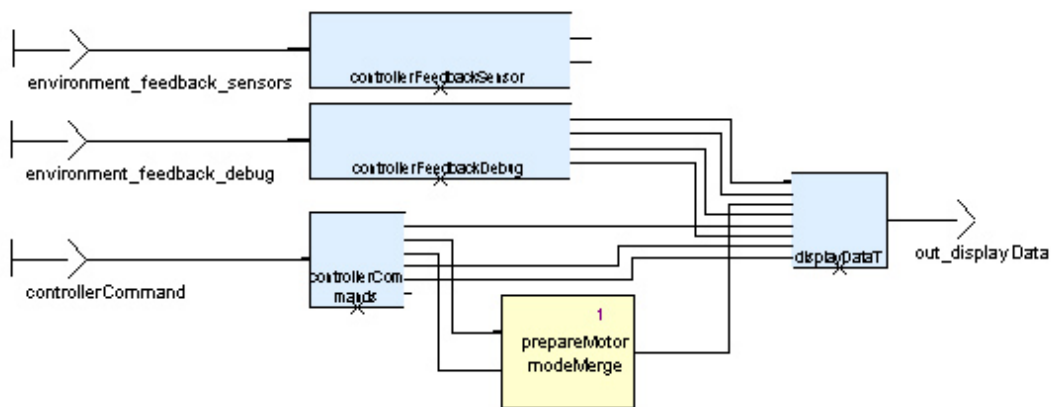 controllerFeedbackSensor
environment_feedback_sensors
controllerFeedbackDebug
environment_feedback_debug
displayDataT
out_displayData
controllerCom
mands
controllerCommand
1
prepareMotor
modeMerge